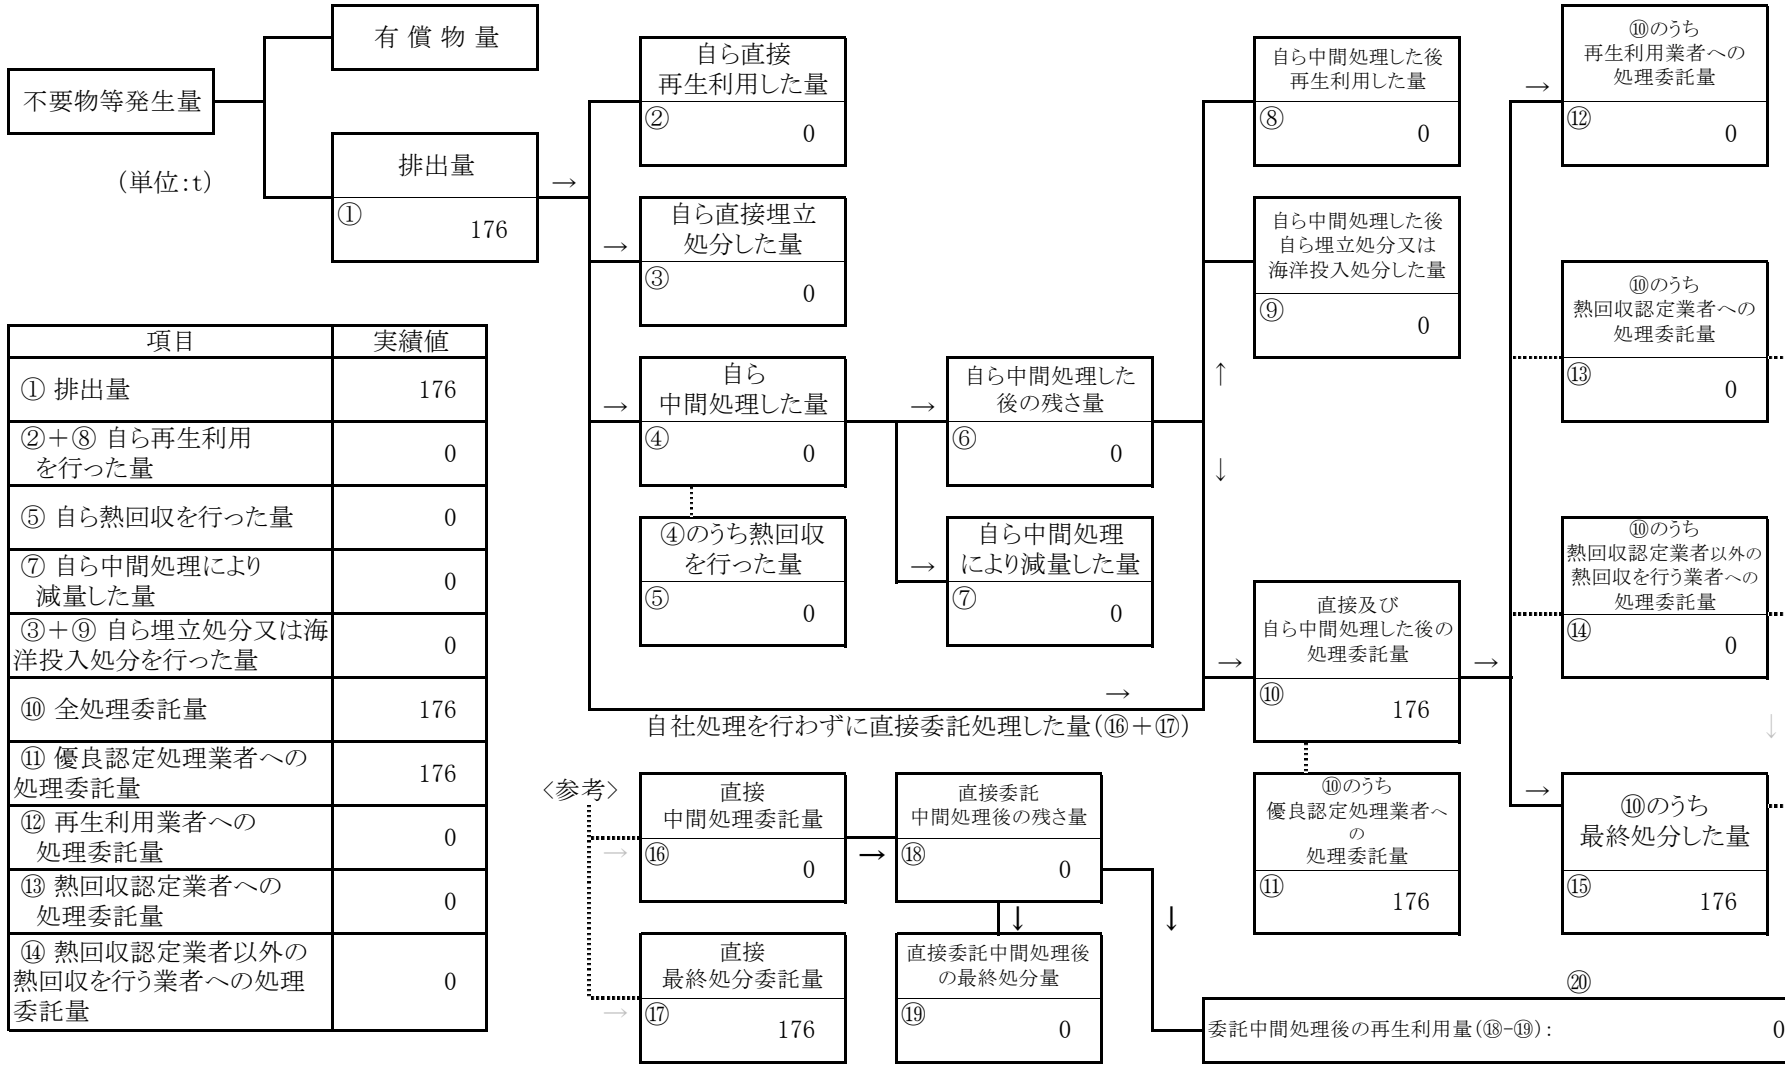 有 償 物 量
不要物等発生量
(単位:t)
排出量
→
①
176
自ら直接
再生利用した量
②
0
自ら直接埋立
処分した量
→
③
0
自ら
中間処理した量
→
④
0
④のうち熱回収
を行った量
⑤
0
自ら中間処理した
後の残さ量
→
⑥
0
自ら中間処理
により減量した量
→
⑦
0
自ら中間処理した後
再生利用した量
⑧
0
自ら中間処理した後
自ら埋立処分又は
海洋投入処分した量
⑨
0
↑
↓
直接及び
自ら中間処理した後の
処理委託量
→
⑩
176
→
自社処理を行わずに直接委託処理した量(⑯+⑰)
⑩のうち
優良認定処理業者へ
の
処理委託量
⑪
176
→
⑩のうち
再生利用業者への
処理委託量
→
⑫
0
⑩のうち
熱回収認定業者への
処理委託量
⑬
0
⑩のうち
熱回収認定業者以外の
熱回収を行う業者への
処理委託量
⑭
0
↓
⑩のうち
最終処分した量
→
⑮
176
項目 実績値
① 排出量 176
②+⑧ 自ら再生利用
を行った量 0
⑤ 自ら熱回収を行った量 0
⑦ 自ら中間処理により
減量した量 0
③+⑨ 自ら埋立処分又は海
洋投入処分を行った量 0
⑩ 全処理委託量 176
⑪ 優良認定処理業者への
処理委託量 176
⑫ 再生利用業者への
処理委託量 0
⑬ 熱回収認定業者への
処理委託量 0
⑭ 熱回収認定業者以外の
熱回収を行う業者への処理
委託量 0
<参考>
直接
中間処理委託量
→
⑯
0
直接委託
中間処理後の残さ量
→
⑱
0
↓
↓
直接
最終処分委託量
→
⑰
176
直接委託中間処理後
の最終処分量
⑲
0
⑳
委託中間処理後の再生利用量(⑱-⑲): 0